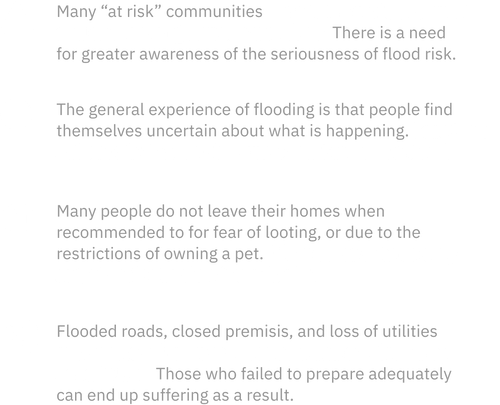 Many “at risk” communities
There is a need
for greater awareness of the seriousness of flood risk.
The general experience of flooding is that people find
themselves uncertain about what is happening.
Many people do not leave their homes when
recommended to for fear of looting, or due to the
restrictions of owning a pet.
Flooded roads, closed premisis, and loss of utilities
Those who failed to prepare adequately
can end up suffering as a result.